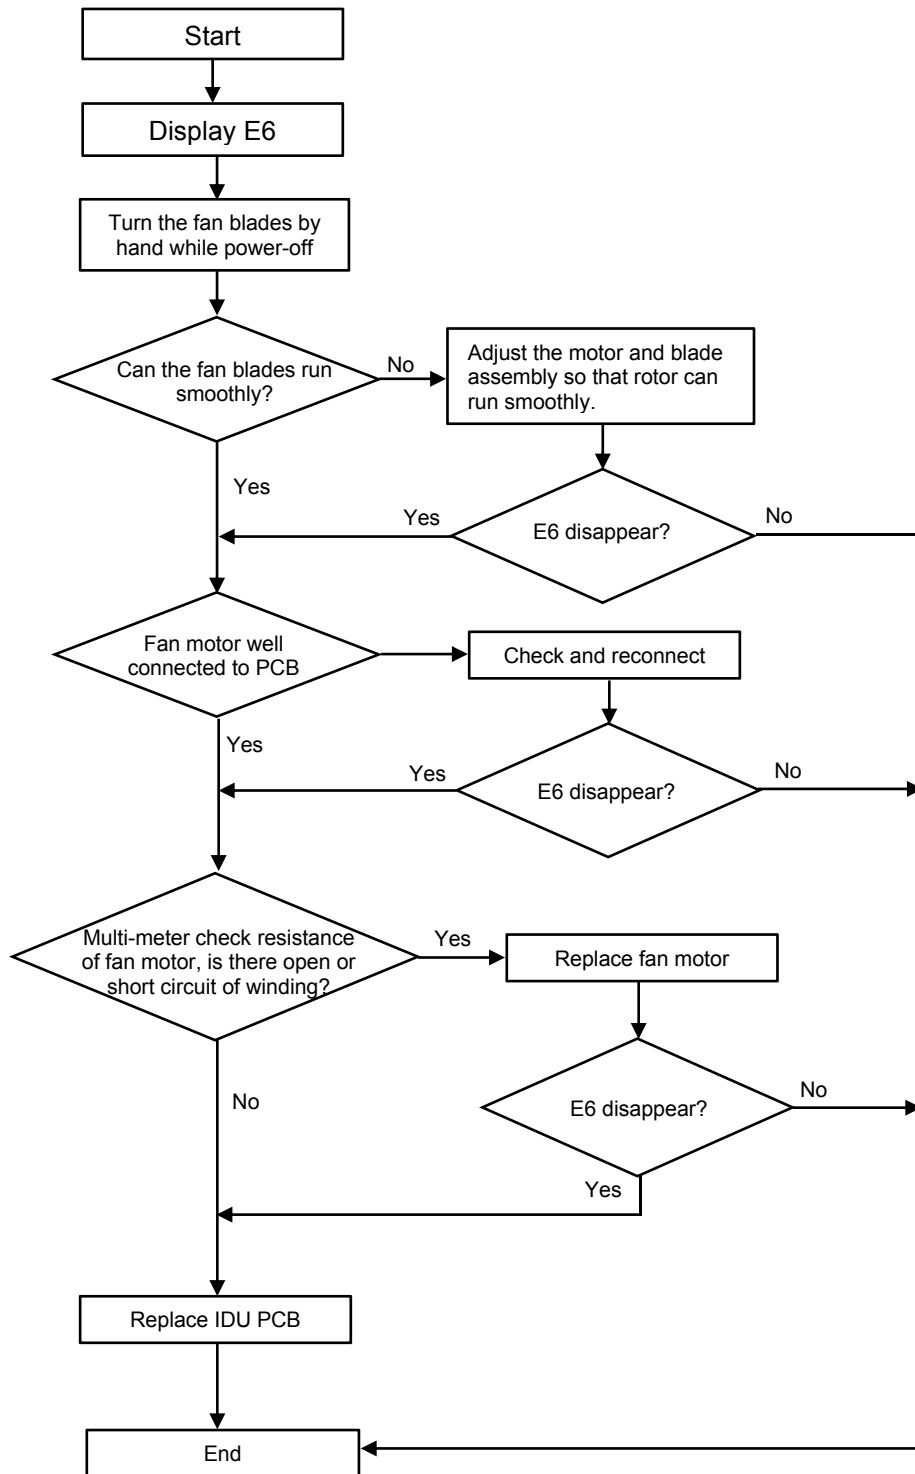 Start
Display E6
Turn the fan blades by
hand while power-off
Can the fan blades run
smoothly?
No
Adjust the motor and blade
assembly so that rotor can
run smoothly.
Yes
Yes
E6 disappear?
No
Fan motor well
connected to PCB
Check and reconnect
Yes
Yes
E6 disappear?
No
Multi-meter check resistance
of fan motor, is there open or
short circuit of winding?
Yes
Replace fan motor
No
E6 disappear?
No
Yes
Replace IDU PCB
End